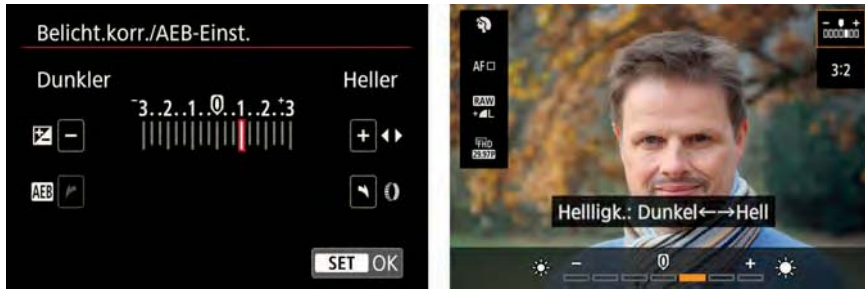 Belicht.korr./AEB-Einst.
Dunkler Heller
-3..2..1..0..1..2..+3
AEB
SET OK
AF
RAW
+ L
FHD
29.97P
- +
3:2
Helligk.: Dunkel←→Hell
- 0 +